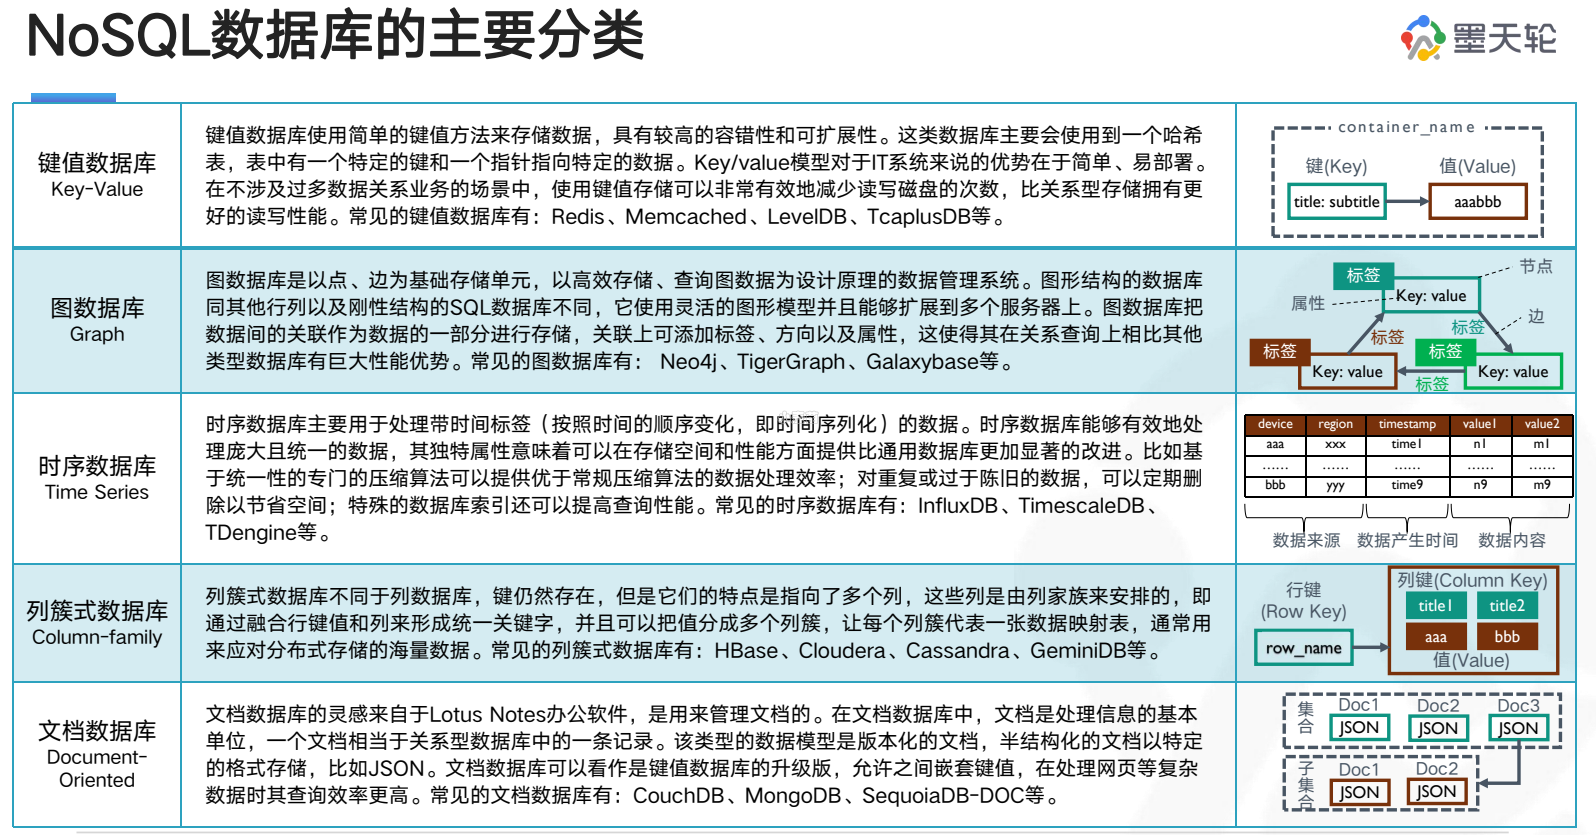 NoSQL数据库的主要分类
墨天轮
键值数据库
Key-Value
键值数据库使用简单的键值方法来存储数据，具有较高的容错性和可扩展性。这类数据库主要会使用到一个哈希
表，表中有一个特定的键和一个指针指向特定的数据。Key/value模型对于IT系统来说的优势在于简单、易部署。
在不涉及过多数据关系业务的场景中，使用键值存储可以非常有效地减少读写磁盘的次数，比关系型存储拥有更
好的读写性能。常见的键值数据库有：Redis、Memcached、LevelDB、TcaplusDB等。
container_name
键(Key) 值(Value)
title: subtitle aaabbb
图数据库
Graph
图数据库是以点、边为基础存储单元，以高效存储、查询图数据为设计原理的数据管理系统。图形结构的数据库
同其他行列以及刚性结构的SQL数据库不同，它使用灵活的图形模型并且能够扩展到多个服务器上。图数据库把
数据间的关联作为数据的一部分进行存储，关联上可添加标签、方向以及属性，这使得其在关系查询上相比其他
类型数据库有巨大性能优势。常见的图数据库有： Neo4j、TigerGraph、Galaxybase等。
标签 节点
属性 Key: value
标签 边
标签
标签 标签
Key: value Key: value
标签
时序数据库
Time Series
时序数据库主要用于处理带时间标签（按照时间的顺序变化，即时间序列化）的数据。时序数据库能够有效地处
理庞大且统一的数据，其独特属性意味着可以在存储空间和性能方面提供比通用数据库更加显著的改进。比如基
于统一性的专门的压缩算法可以提供优于常规压缩算法的数据处理效率；对重复或过于陈旧的数据，可以定期删
除以节省空间；特殊的数据库索引还可以提高查询性能。常见的时序数据库有：InfluxDB、TimescaleDB、
TDengine等。
device region timestamp value1 value2
aaa xxx time1 n1 m1
…… …… …… …… ……
bbb yyy time9 n9 m9
数据来源 数据产生时间 数据内容
列簇式数据库
Column-family
列簇式数据库不同于列数据库，键仍然存在，但是它们的特点是指向了多个列，这些列是由列家族来安排的，即
通过融合行键值和列来形成统一关键字，并且可以把值分成多个列簇，让每个列簇代表一张数据映射表，通常用
来应对分布式存储的海量数据。常见的列簇式数据库有：HBase、Cloudera、Cassandra、GeminiDB等。
行键
(Row Key)
row_name
列键(Column Key)
title1 title2
aaa bbb
值(Value)
文档数据库
Document-
Oriented
文档数据库的灵感来自于Lotus Notes办公软件，是用来管理文档的。在文档数据库中，文档是处理信息的基本
单位，一个文档相当于关系型数据库中的一条记录。该类型的数据模型是版本化的文档，半结构化的文档以特定
的格式存储，比如JSON。文档数据库可以看作是键值数据库的升级版，允许之间嵌套键值，在处理网页等复杂
数据时其查询效率更高。常见的文档数据库有：CouchDB、MongoDB、SequoiaDB-DOC等。
集合
Doc1 Doc2 Doc3
JSON JSON JSON
子集合
Doc1 Doc2
JSON JSON